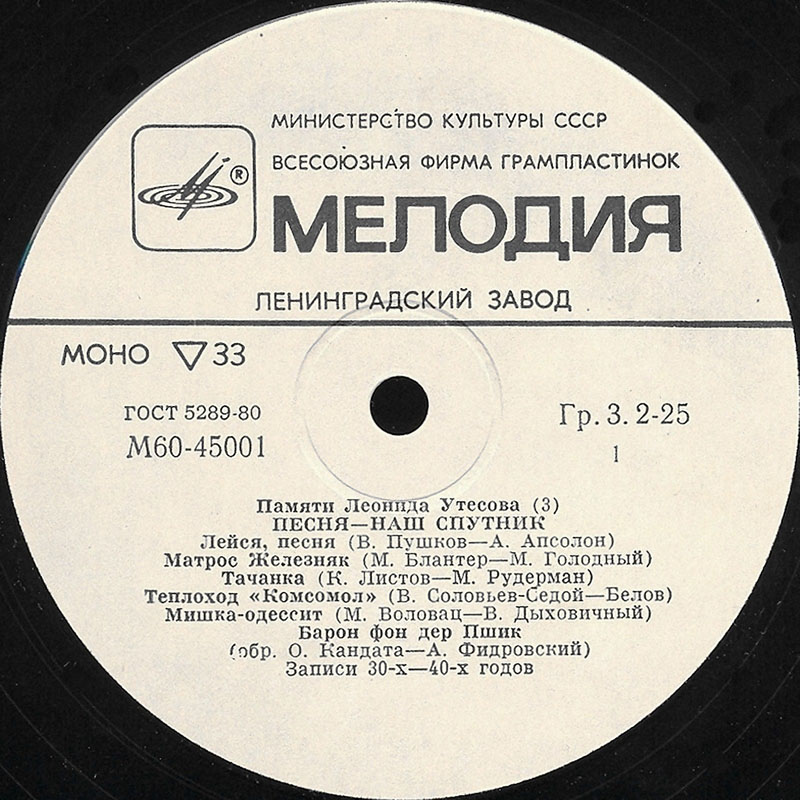 МИНИСТЕРСТВО КУЛЬТУРЫ СССР
ВСЕСОЮЗНАЯ ФИРМА ГРАМПЛАСТИНОК
®
МЕЛОДИЯ
ЛЕНИНГРАДСКИЙ ЗАВОД
МОНО ▽ 33
ГОСТ 5289-80
М60-45001
Гр. 3. 2-25
1
Памяти Леонида Утесова (3)
ПЕСНЯ—НАШ СПУТНИК
Лейся, песня (В. Пушков—А. Апсолон)
Матрос Железняк (М. Блантер—М. Голодный)
Тачанка (К. Листов—М. Рудерман)
Теплоход «Комсомол» (В. Соловьев-Седой—Белов)
Мишка-одессит (М. Воловац—В. Дыховичный)
Барон фон дер Пшик
(обр. О. Кандата—А. Фидровский)
Записи 30-х—40-х годов